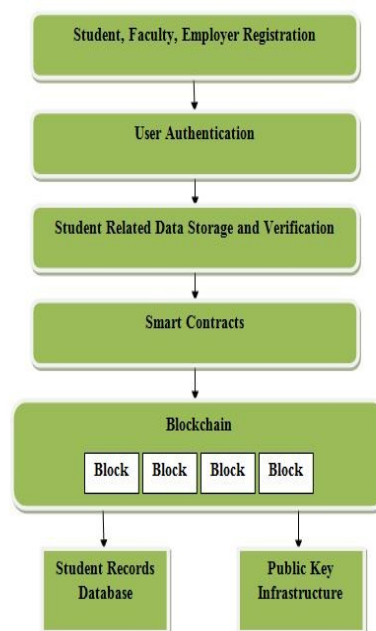 Student, Faculty, Employer Registration
User Authentication
Student Related Data Storage and Verification
Smart Contracts
Blockchain
Block Block Block Block
Student Records
Database
Public Key
Infrastructure